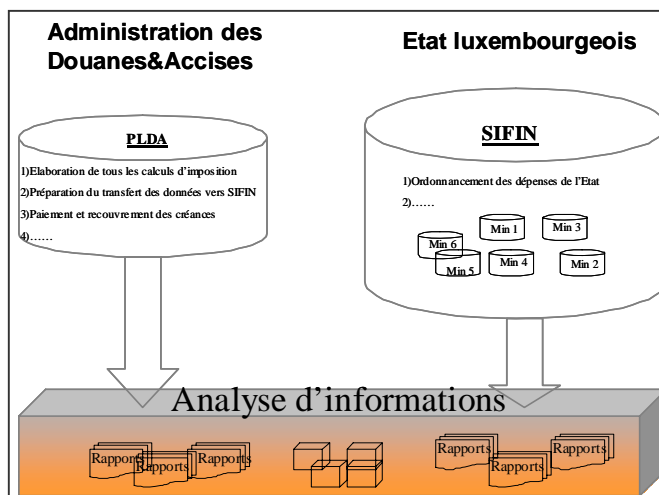 Administration des
Douanes&Accises
Etat luxembourgeois
PLDA
1)Elaboration de tous les calculs d'imposition
2)Préparation du transfert des données vers SIFIN
3)Paiement et recouvrement des créances
4)……
SIFIN
1)Ordonnancement des dépenses de l'Etat
2)……
Min 1
Min 3
Min 6
Min 5
Min 4
Min 2
Analyse d'informations
Rapports
Rapports
Rapports
Rapports
Rapports
Rapports